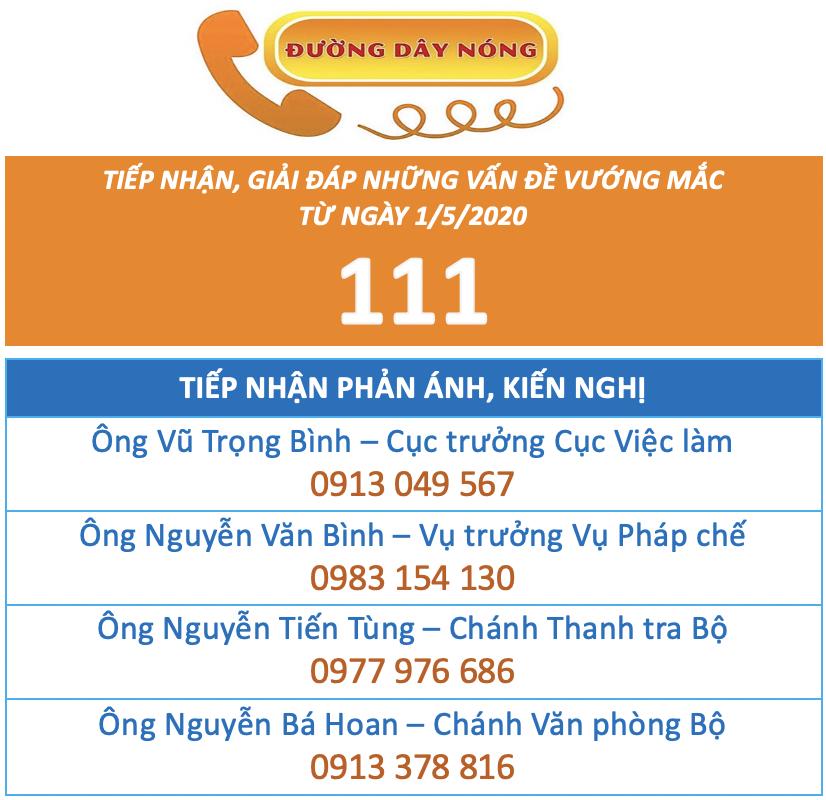 ĐƯỜNG DÂY NÓNG
TIẾP NHẬN, GIẢI ĐÁP NHỮNG VẤN ĐỀ VƯỚNG MẮC
TỪ NGÀY 1/5/2020
111
TIẾP NHẬN PHẢN ÁNH, KIẾN NGHỊ
Ông Vũ Trọng Bình – Cục trưởng Cục Việc làm
0913 049 567
Ông Nguyễn Văn Bình – Vụ trưởng Vụ Pháp chế
0983 154 130
Ông Nguyễn Tiến Tùng – Chánh Thanh tra Bộ
0977 976 686
Ông Nguyễn Bá Hoan – Chánh Văn phòng Bộ
0913 378 816